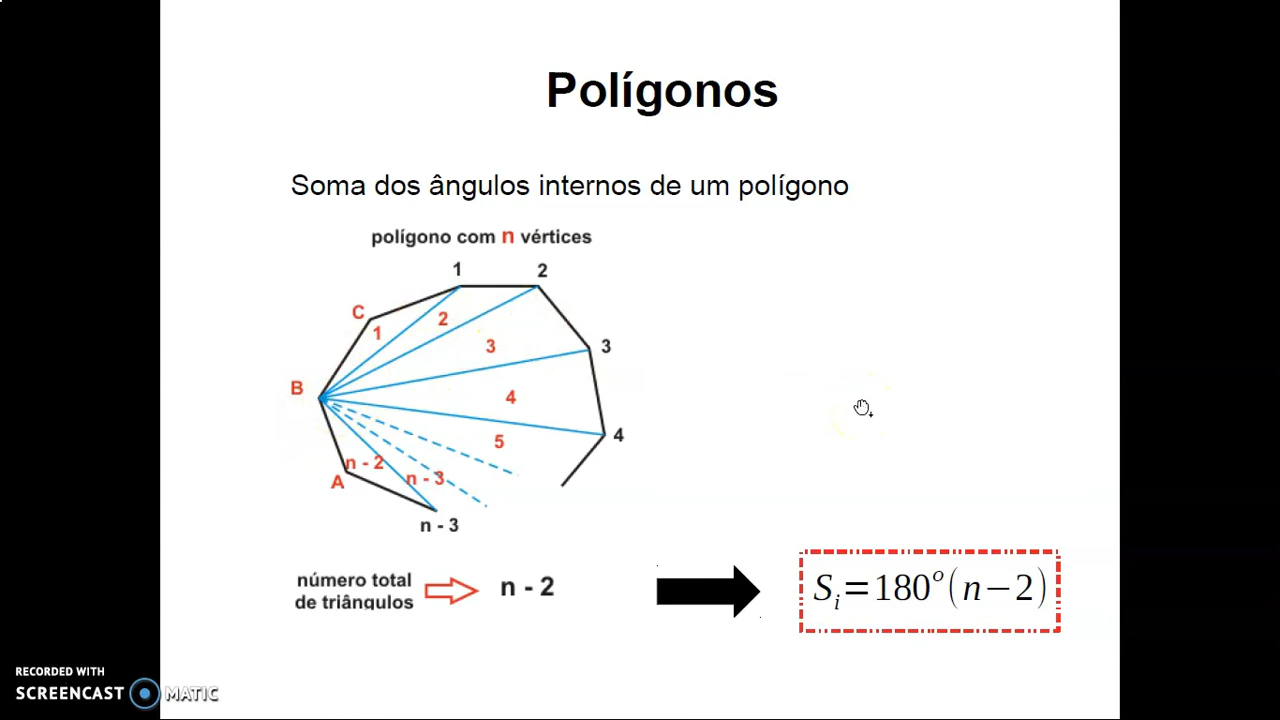 Polígonos
Soma dos ângulos internos de um polígono
polígono com n vértices
1 2
C
1 2
3 3
B
4
5 4
n - 2
A n - 3
n - 3
número total
de triângulos
n - 2
Sᵢ=180º(n−2)
RECORDED WITH
SCREENCAST MATIC